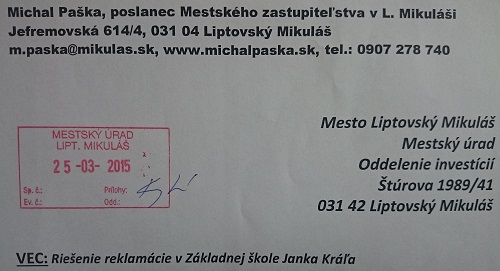 Michal Paška, poslanec Mestského zastupiteľstva v L. Mikuláši
Jefremovská 614/4, 031 04 Liptovský Mikuláš
m.paska@mikulas.sk, www.michalpaska.sk, tel.: 0907 278 740
MESTSKÝ ÚRAD
LIPT. MIKULÁŠ
25 -03- 2015
Sp. č.: Prílohy:
Ev. č.: Odd.:
Mesto Liptovský Mikuláš
Mestský úrad
Oddelenie investícií
Štúrova 1989/41
031 42 Liptovský Mikuláš
VEC: Riešenie reklamácie v Základnej škole Janka Kráľa